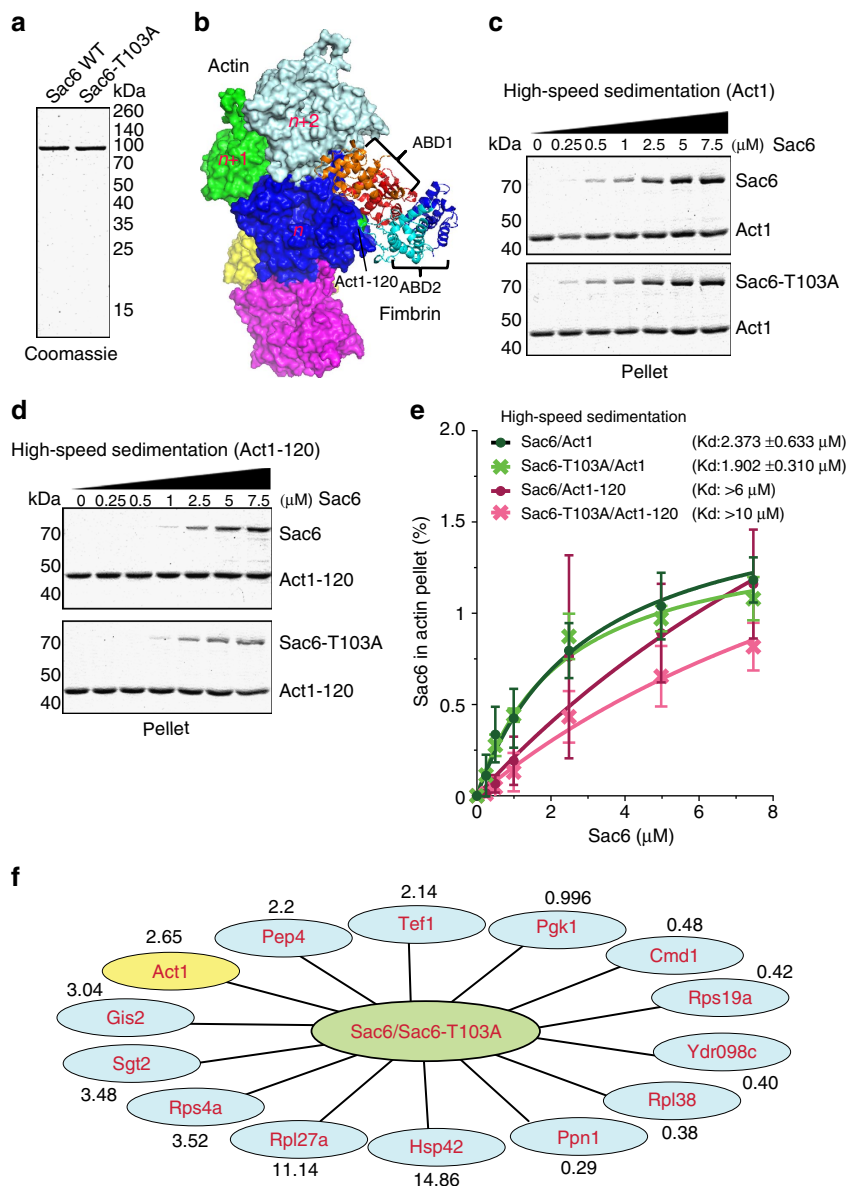 a
Sac6 WT
Sac6-T103A
kDa
260
140
100
70
50
40
35
25
15
Coomassie
b
Actin
n+2
n+1
n
ABD1
Act1-120
ABD2
Fimbrin
c
High-speed sedimentation (Act1)
kDa 0 0.25 0.5 1 2.5 5 7.5 (μM) Sac6
70
Sac6
50
Act1
40
70
Sac6-T103A
50
Act1
40
Pellet
d
High-speed sedimentation (Act1-120)
kDa 0 0.25 0.5 1 2.5 5 7.5 (μM) Sac6
70
Sac6
50
Act1-120
40
70
Sac6-T103A
50
Act1-120
40
Pellet
e
High-speed sedimentation
Sac6/Act1 (Kd:2.373 ±0.633 μM)
Sac6-T103A/Act1 (Kd:1.902 ±0.310 μM)
Sac6/Act1-120 (Kd: >6 μM)
Sac6-T103A/Act1-120 (Kd: >10 μM)
2.0
1.5
1
0.5
0
Sac6 in actin pellet (%)
0 2 4 6 8
Sac6 (μM)
f
2.65
Act1
2.2
Pep4
2.14
Tef1
0.996
Pgk1
0.48
Cmd1
0.42
Rps19a
3.04
Gis2
Sac6/Sac6-T103A
Ydr098c
0.40
Sgt2
3.48
Rpl38
0.38
Rps4a
3.52
Rpl27a
11.14
Hsp42
14.86
Ppn1
0.29